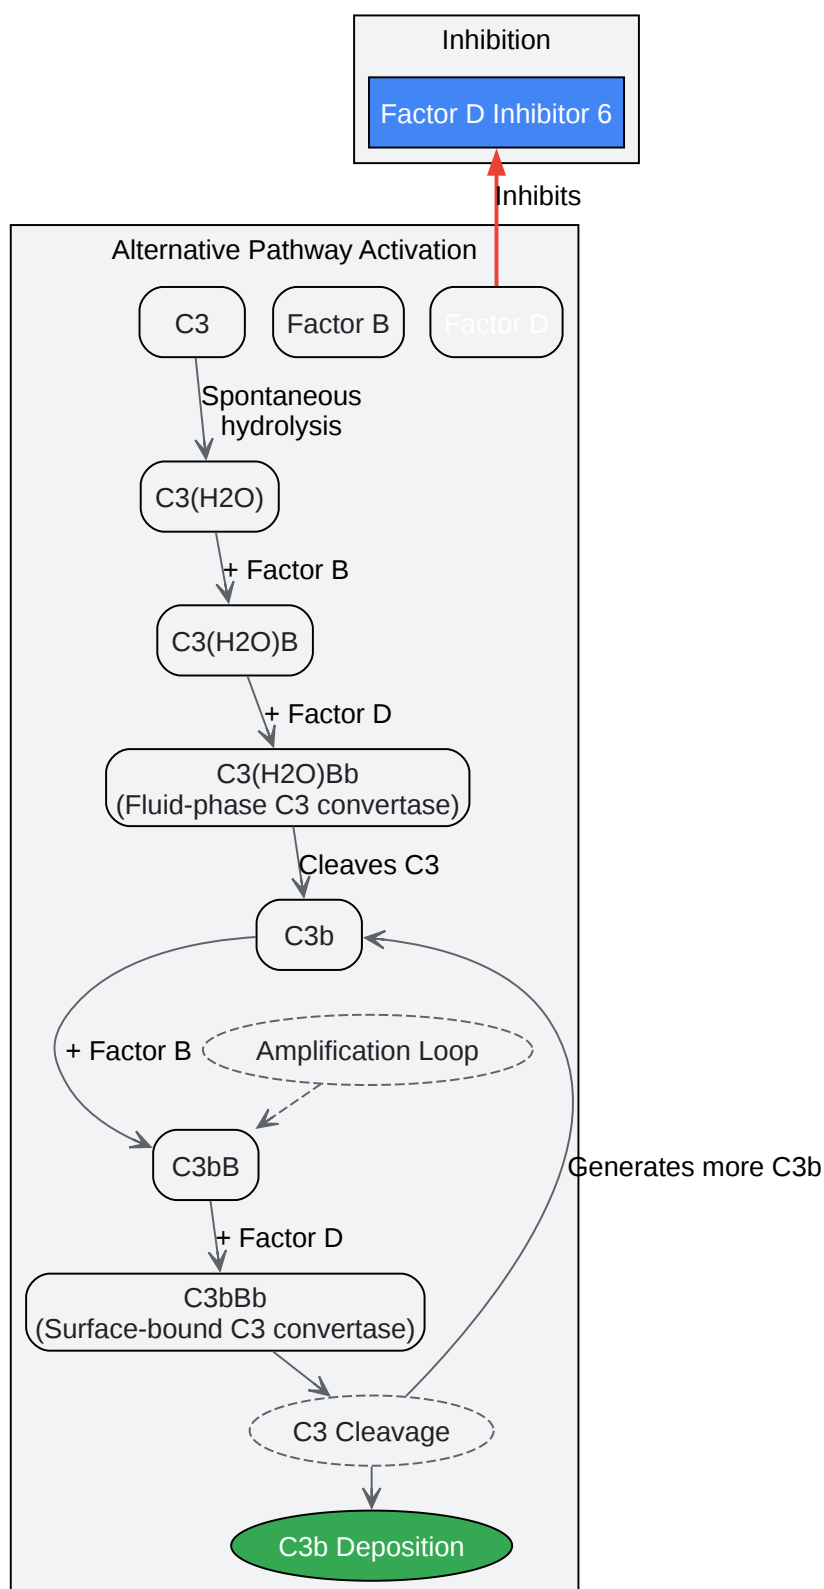 Inhibition
Factor D Inhibitor 6
Inhibits
Alternative Pathway Activation
C3
Factor B
Factor D
Spontaneous
hydrolysis
C3(H2O)
+ Factor B
C3(H2O)B
+ Factor D
C3(H2O)Bb
(Fluid-phase C3 convertase)
Cleaves C3
C3b
+ Factor B
Amplification Loop
C3bB
Generates more C3b
+ Factor D
C3bBb
(Surface-bound C3 convertase)
C3 Cleavage
C3b Deposition